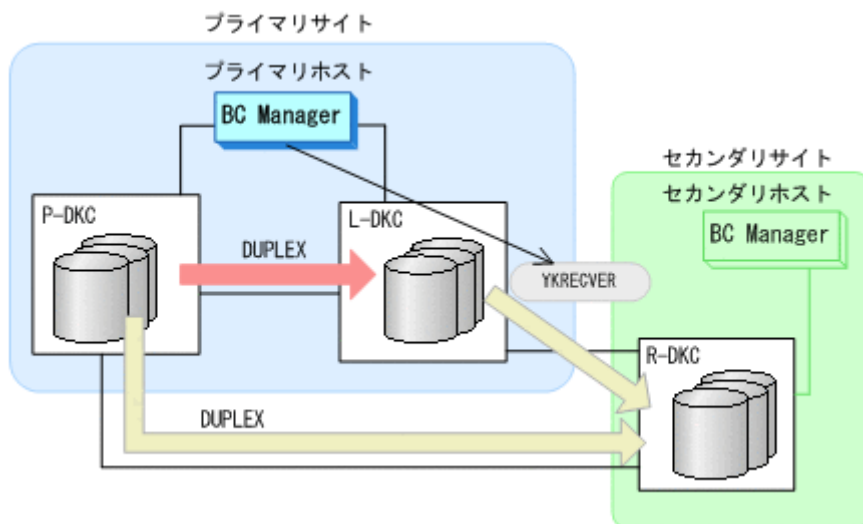 プライマリサイト
プライマリホスト
BC Manager
セカンダリサイト
セカンダリホスト
BC Manager
P-DKC
L-DKC
DUPLEX
YKRECVER
R-DKC
DUPLEX